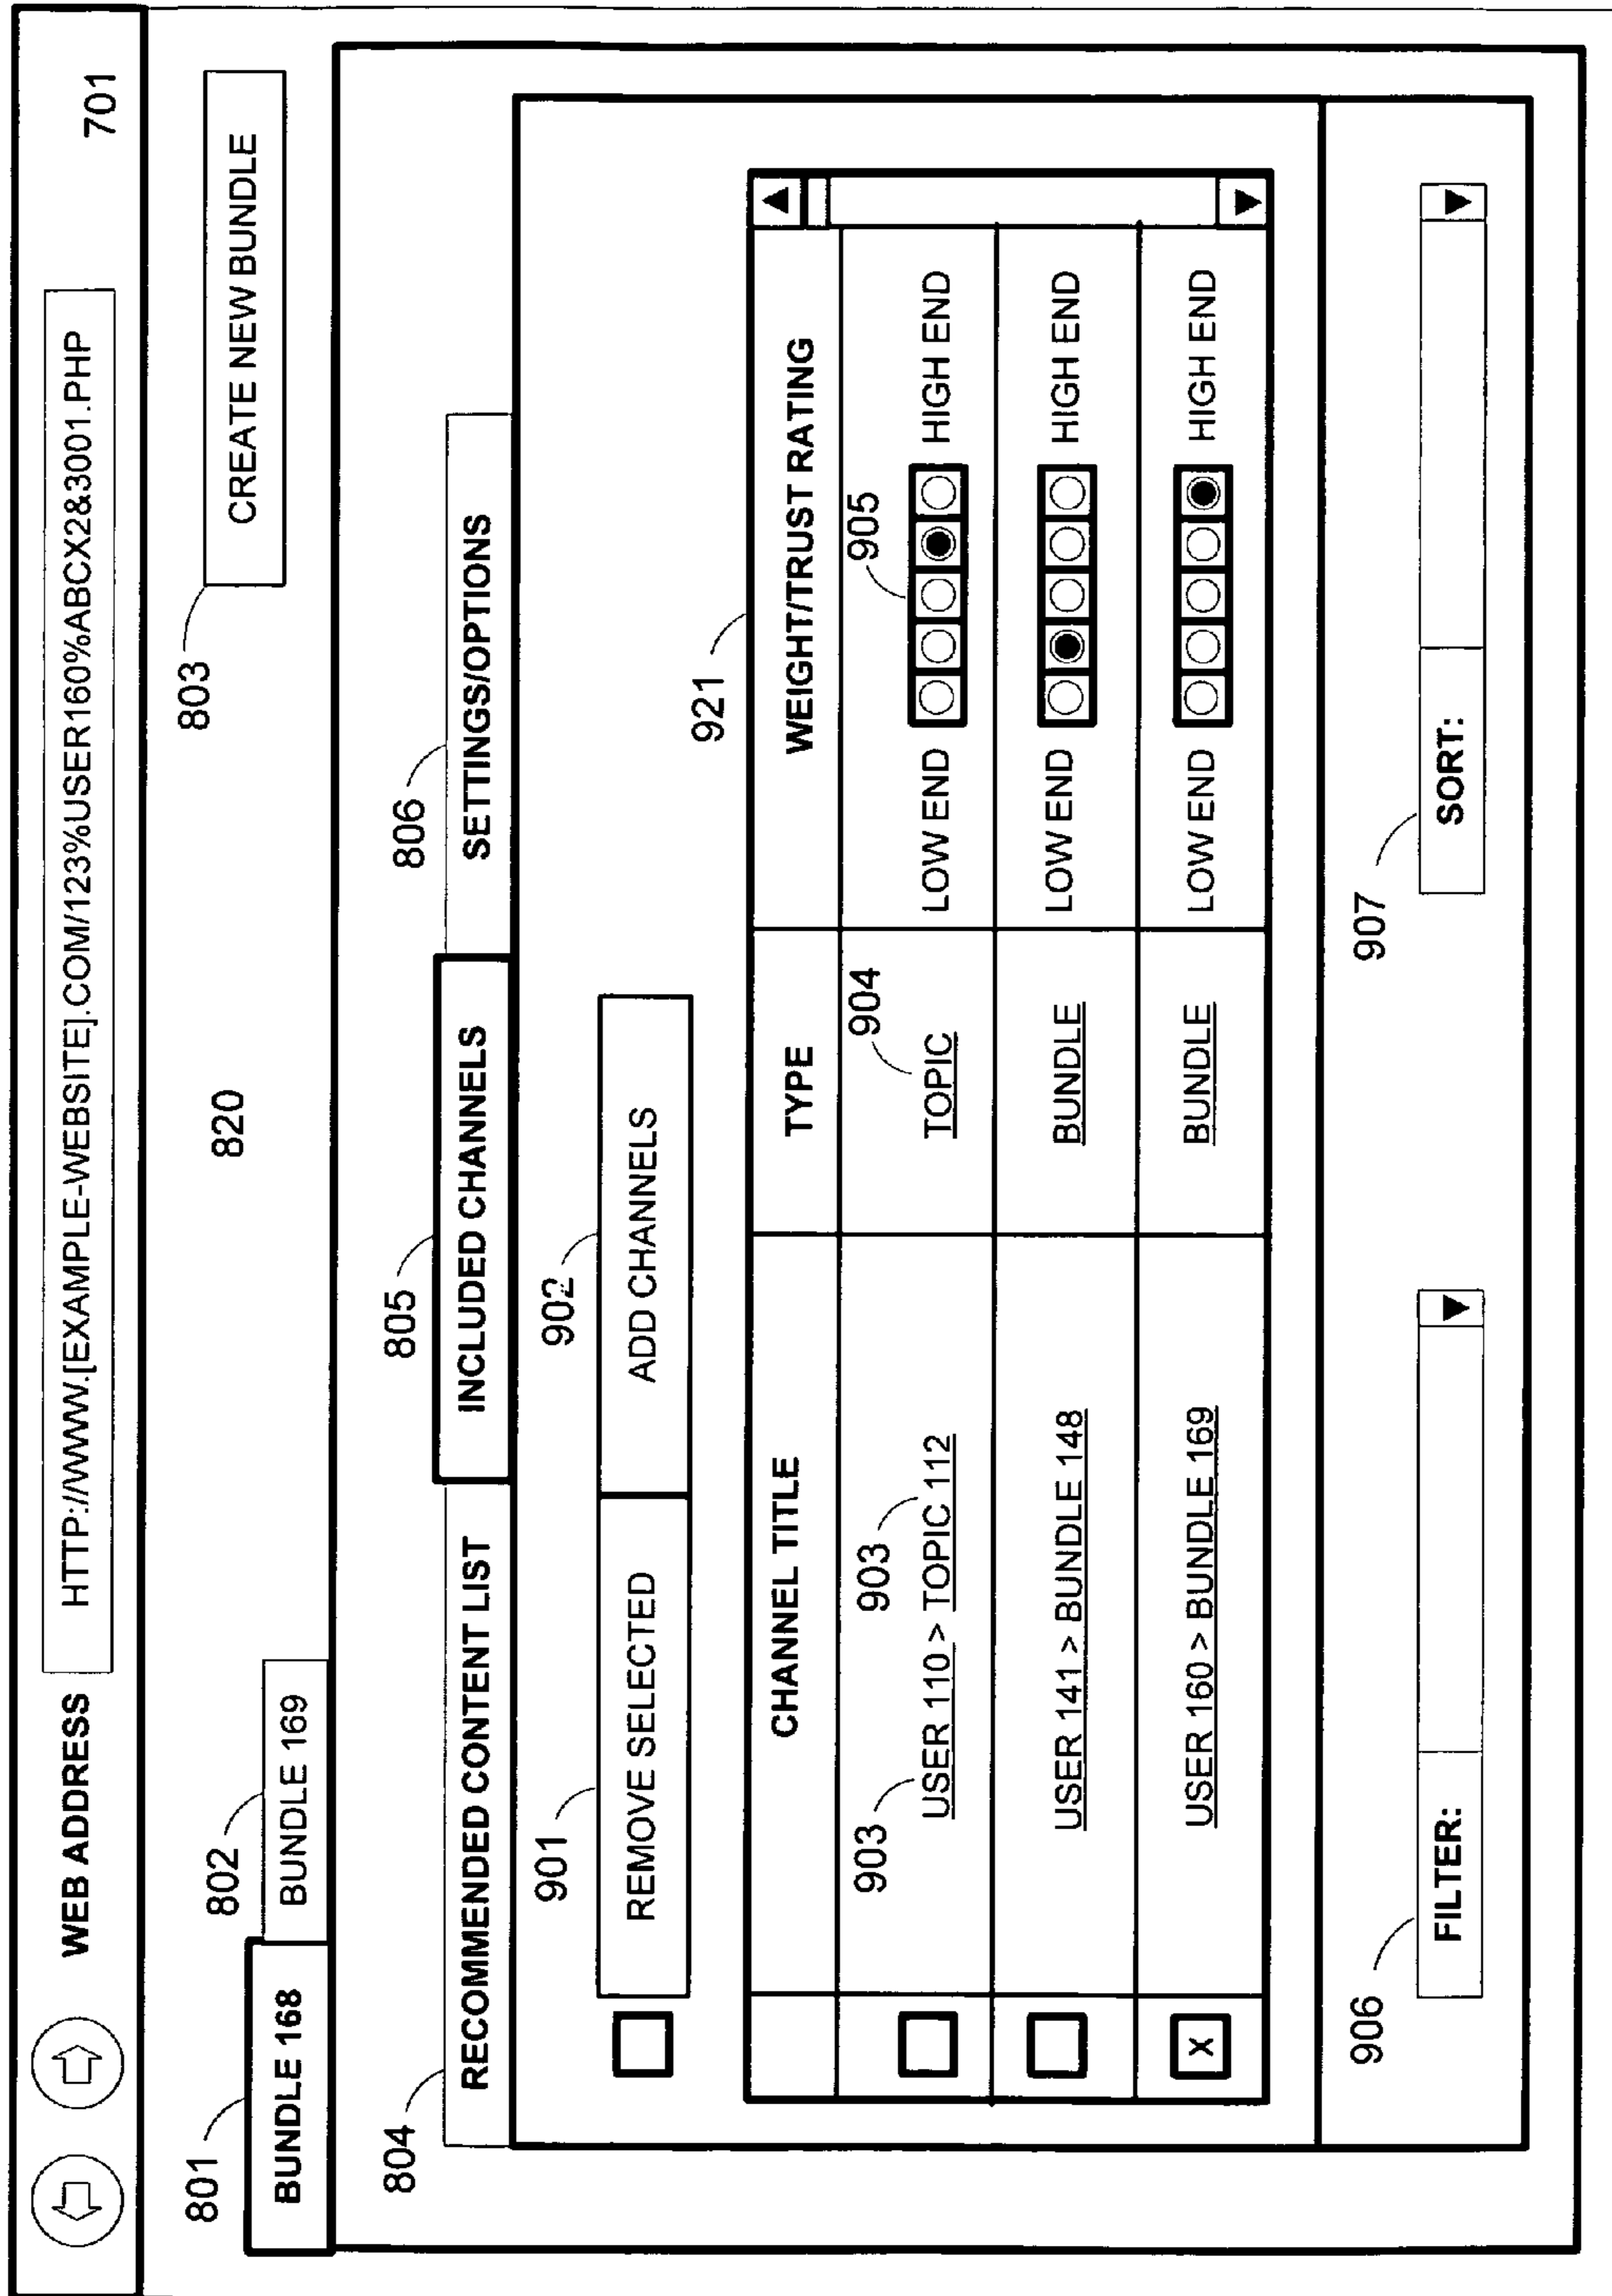 WEB ADDRESS HTTP://WWW.[EXAMPLE-WEBSITE].COM/123%USER160%ABCX2&3001.PHP 701
801 802 820 803
BUNDLE 168 BUNDLE 169 CREATE NEW BUNDLE
804 805 806
RECOMMENDED CONTENT LIST INCLUDED CHANNELS SETTINGS/OPTIONS
901 902
REMOVE SELECTED ADD CHANNELS
921
CHANNEL TITLE TYPE WEIGHT/TRUST RATING
903 903 904 905
USER 110 > TOPIC 112 TOPIC LOW END HIGH END
USER 141 > BUNDLE 148 BUNDLE LOW END HIGH END
X USER 160 > BUNDLE 169 BUNDLE LOW END HIGH END
906 907
FILTER: SORT: